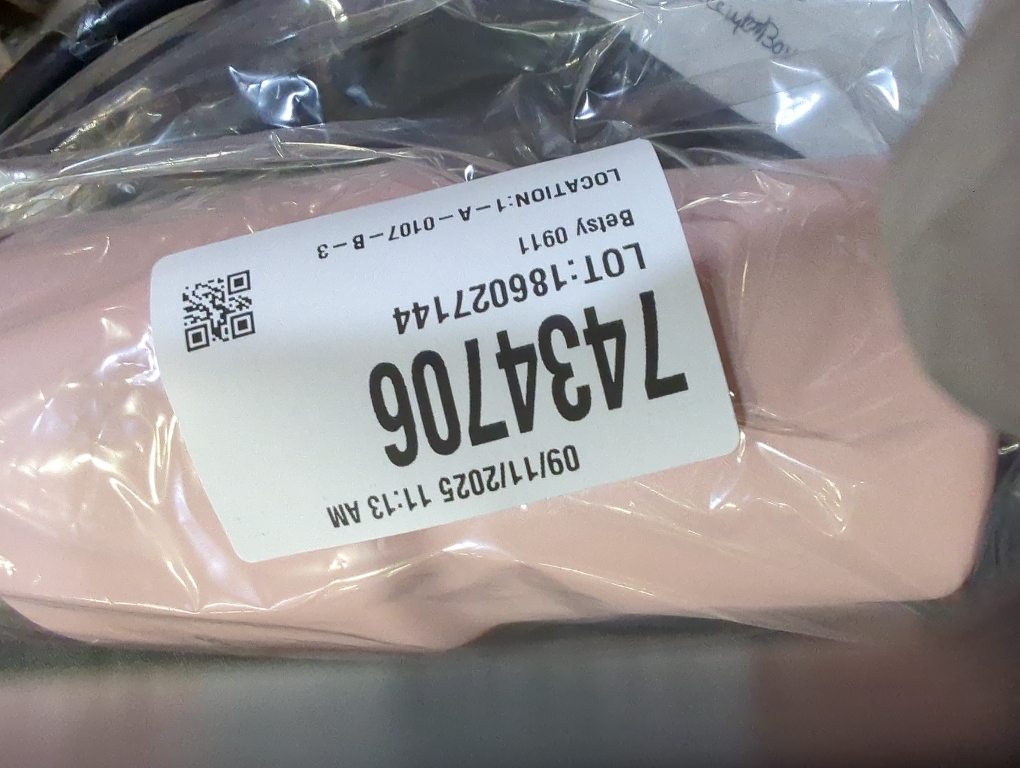 09/11/2025 11:13 AM
7434706
LOT:186027144
Betsy 0911
LOCATION:1-A-0107-B-3